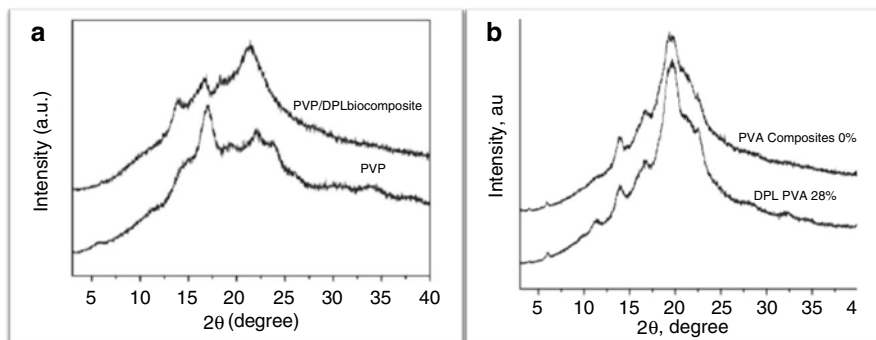 a
Intensity (a.u.)
PVP/DPLbiocomposite
PVP
5 10 15 20 25 30 35 40
2θ (degree)
b
Intensity, au
PVA Composites 0%
DPL PVA 28%
5 10 15 20 25 30 35 4
2θ, degree